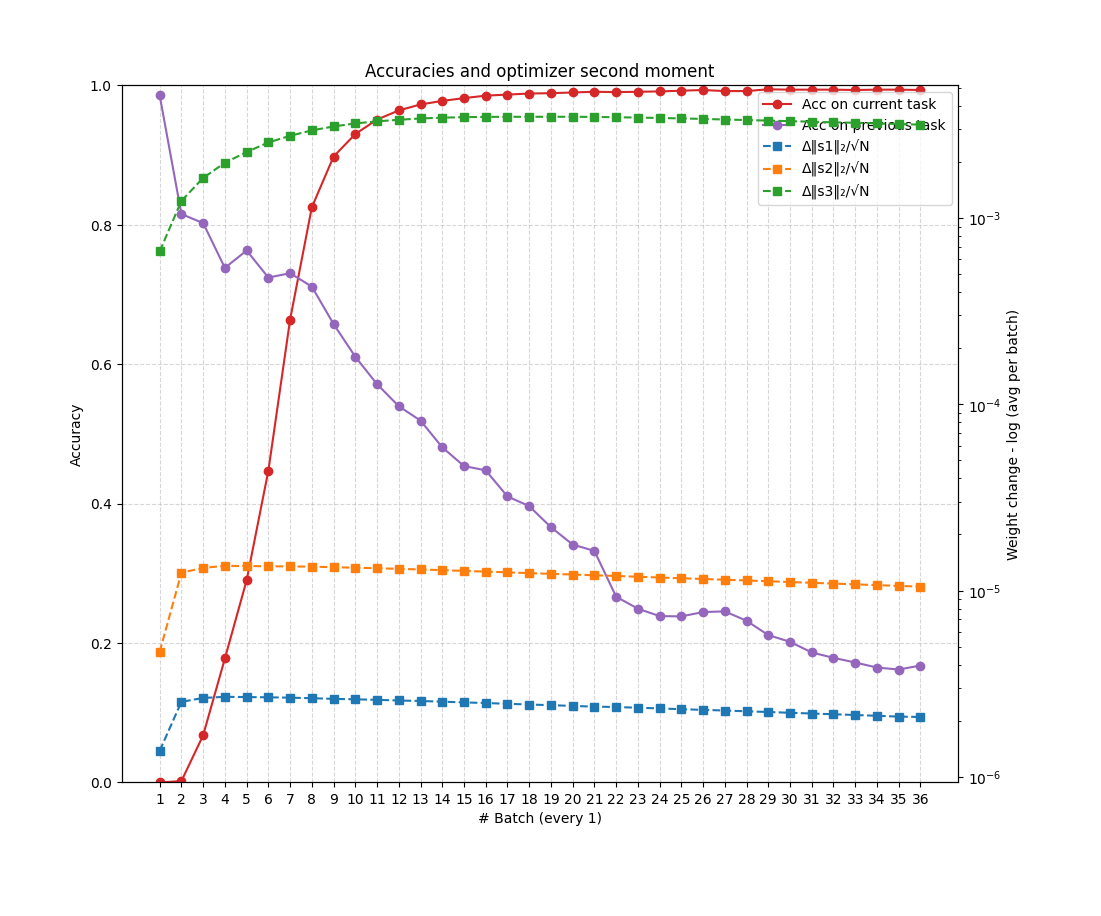 Accuracies and optimizer second moment
1.0
0.8
0.6
0.4
0.2
0.0
Accuracy
Acc on current task
Acc on previous task
Δ‖s1‖₂/√N
Δ‖s2‖₂/√N
Δ‖s3‖₂/√N
10⁻³
10⁻⁴
10⁻⁵
10⁻⁶
Weight change - log (avg per batch)
1 2 3 4 5 6 7 8 9 10 11 12 13 14 15 16 17 18 19 20 21 22 23 24 25 26 27 28 29 30 31 32 33 34 35 36
# Batch (every 1)